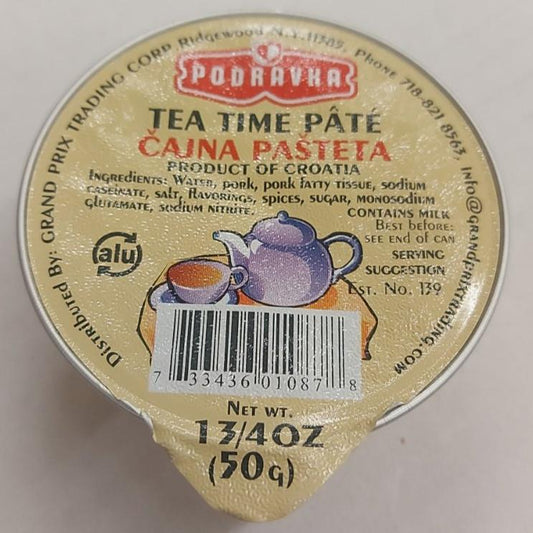 Distributed By: GRAND PRIX TRADING CORP Ridgewood N.Y. 11385, Phone 718-821 8563, info@grandprixtrading.com
PODRAVKA
TEA TIME PÂTÉ
ČAJNA PAŠTETA
PRODUCT OF CROATIA
Ingredients: Water, pork, pork fatty tissue, sodium
caseinate, salt, flavorings, spices, sugar, monosodium
glutamate, sodium nitrite.
CONTAINS MILK
Best before:
see end of can
SERVING
SUGGESTION
Est. No. 139
alu
7 33436 01087 8
Net wt.
1 3/4OZ
(50g)